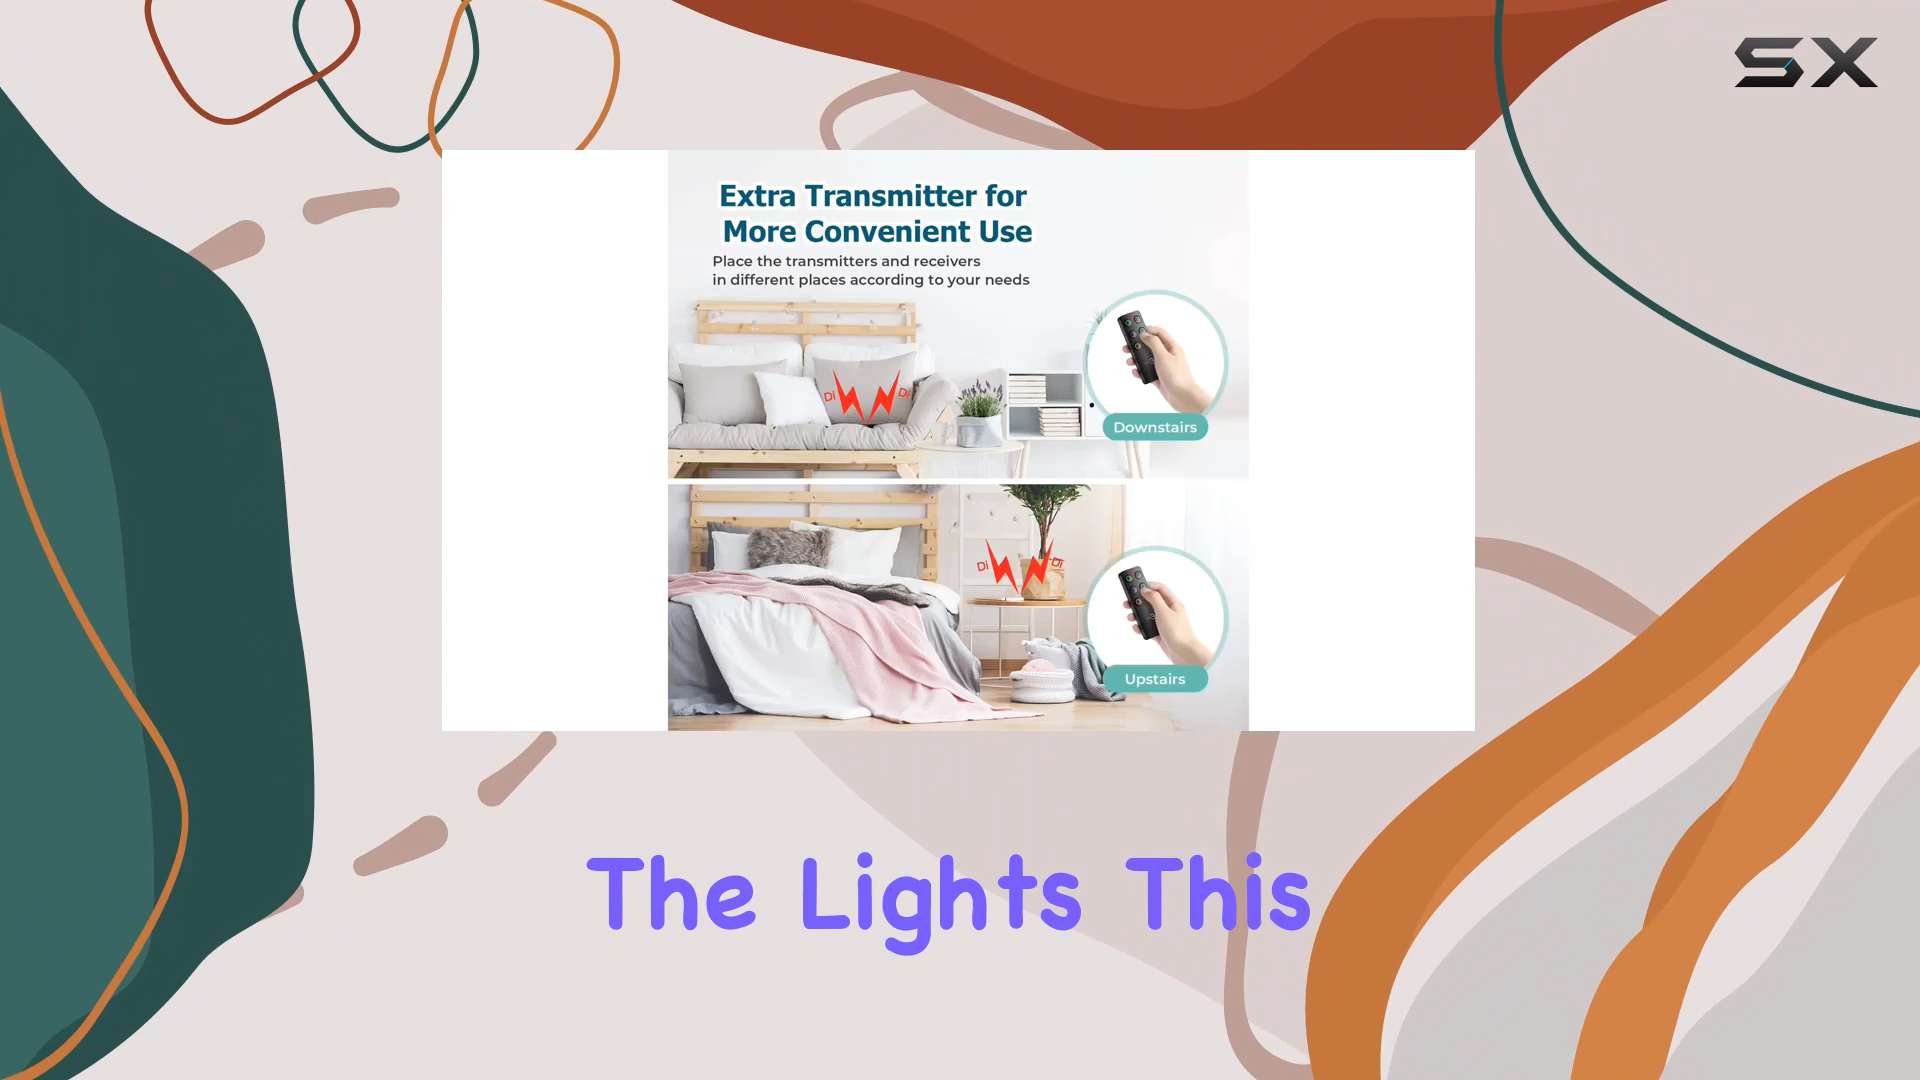 SX
Extra Transmitter for
More Convenient Use
Place the transmitters and receivers
in different places according to your needs
Di Di
Downstairs
Di Di
Upstairs
The Lights This